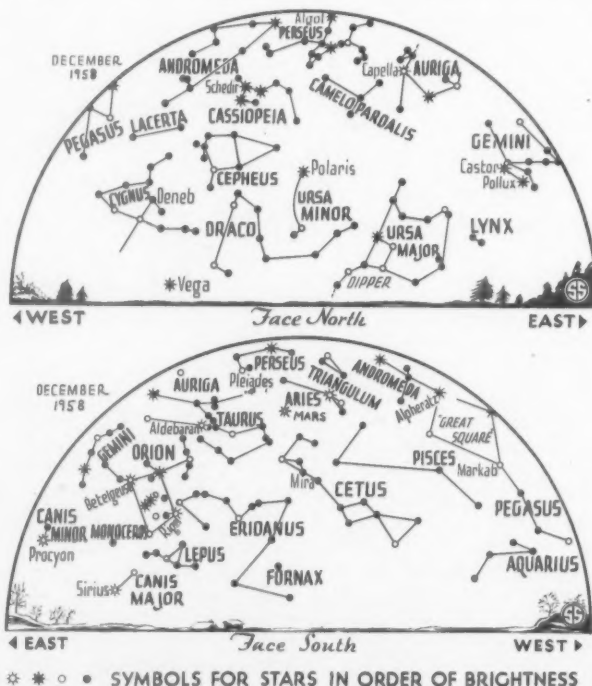 DECEMBER
1958
Algol
PERSEUS
ANDROMEDA
Schedir
CASSIOPEIA
CAMELOPARDALIS
Capella
AURIGA
PEGASUS
LACERTA
GEMINI
Castor
Pollux
CEPHEUS
Polaris
URSA
MINOR
CYGNUS
Deneb
DRACO
URSA
MAJOR
LYNX
DIPPER
Vega
SS
◄ WEST
Face North
EAST ►
DECEMBER
1958
PERSEUS
AURIGA
Pleiades
TRIANGULUM
ANDROMEDA
Alpheratz
ARIES
MARS
TAURUS
Aldebaran
"GREAT
SQUARE"
GEMINI
ORION
Betelgeuse
Mira
CETUS
PISCES
Markab
PEGASUS
CANIS
MINOR
MONOCEROS
Rigel
ERIDANUS
Procyon
LEPUS
FORNAX
AQUARIUS
Sirius
CANIS
MAJOR
SS
◄ EAST
Face South
WEST ►
SYMBOLS FOR STARS IN ORDER OF BRIGHTNESS